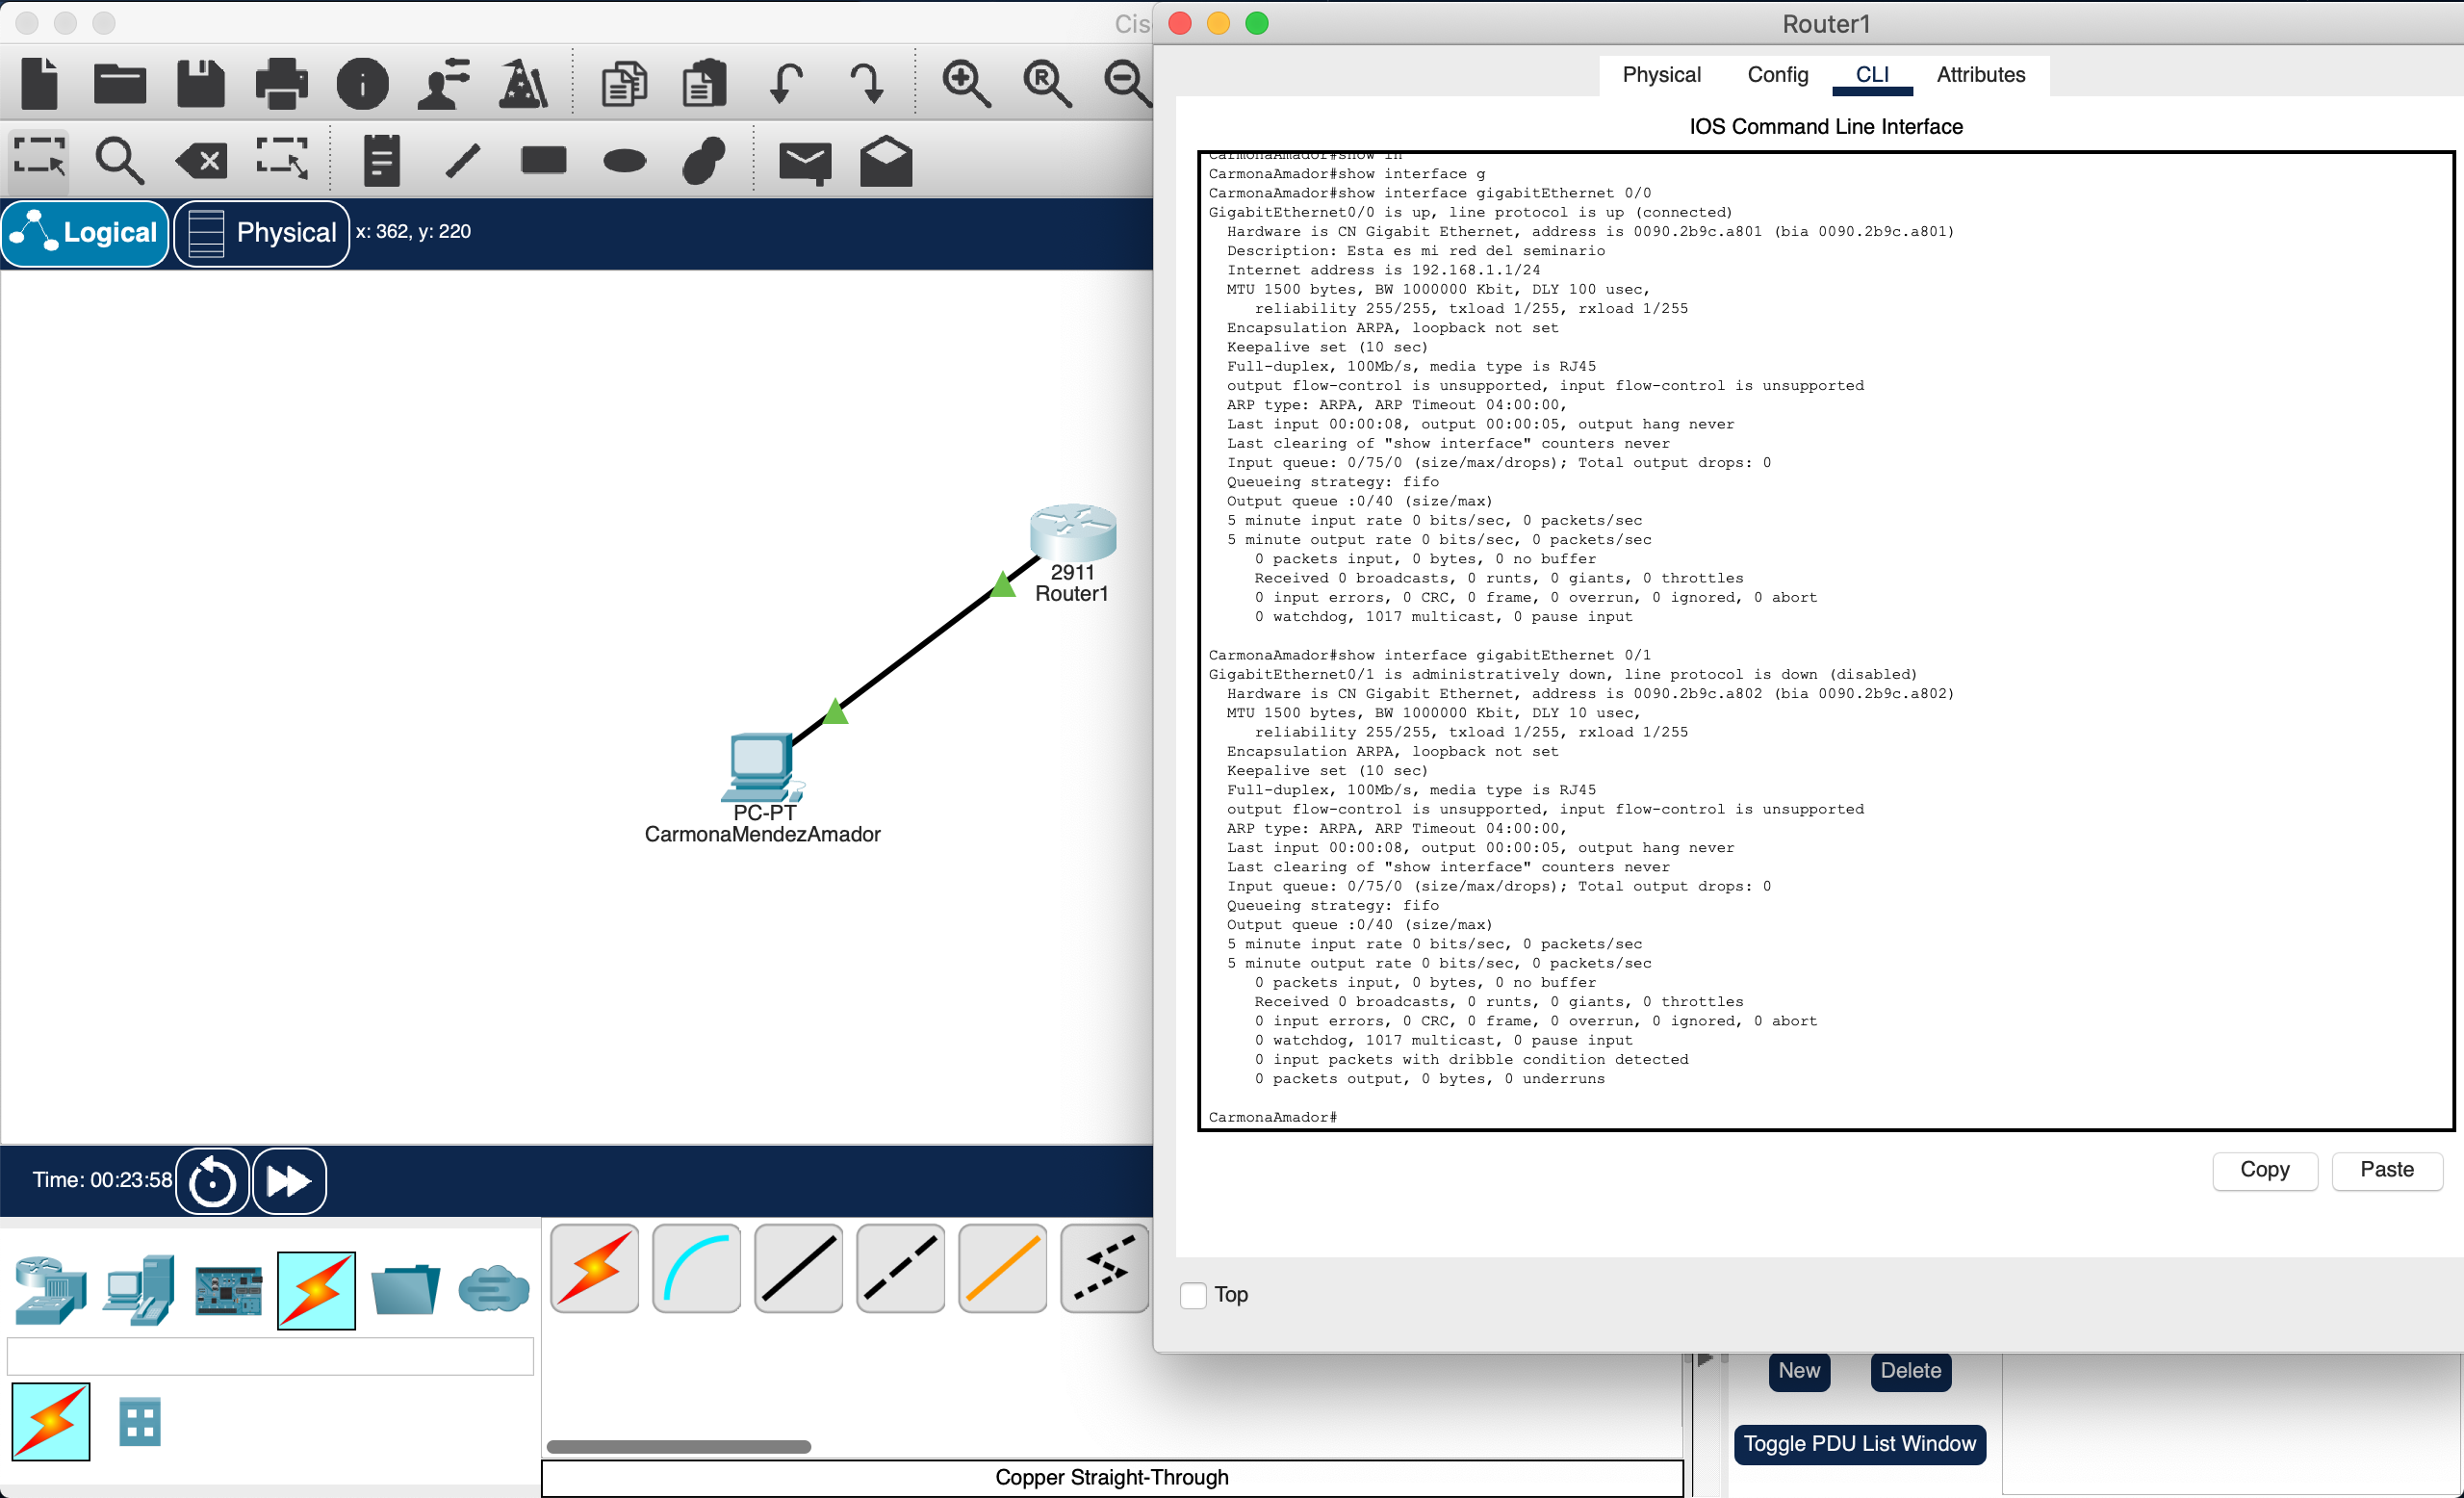 Cis
Router1
Physical Config CLI Attributes
IOS Command Line Interface
Logical Physical x: 362, y: 220
CarmonaAmador#show in
CarmonaAmador#show interface g
CarmonaAmador#show interface gigabitEthernet 0/0
GigabitEthernet0/0 is up, line protocol is up (connected)
Hardware is CN Gigabit Ethernet, address is 0090.2b9c.a801 (bia 0090.2b9c.a801)
Description: Esta es mi red del seminario
Internet address is 192.168.1.1/24
MTU 1500 bytes, BW 1000000 Kbit, DLY 100 usec,
reliability 255/255, txload 1/255, rxload 1/255
Encapsulation ARPA, loopback not set
Keepalive set (10 sec)
Full-duplex, 100Mb/s, media type is RJ45
output flow-control is unsupported, input flow-control is unsupported
ARP type: ARPA, ARP Timeout 04:00:00,
Last input 00:00:08, output 00:00:05, output hang never
Last clearing of "show interface" counters never
Input queue: 0/75/0 (size/max/drops); Total output drops: 0
Queueing strategy: fifo
Output queue :0/40 (size/max)
5 minute input rate 0 bits/sec, 0 packets/sec
5 minute output rate 0 bits/sec, 0 packets/sec
0 packets input, 0 bytes, 0 no buffer
Received 0 broadcasts, 0 runts, 0 giants, 0 throttles
0 input errors, 0 CRC, 0 frame, 0 overrun, 0 ignored, 0 abort
0 watchdog, 1017 multicast, 0 pause input
CarmonaAmador#show interface gigabitEthernet 0/1
GigabitEthernet0/1 is administratively down, line protocol is down (disabled)
Hardware is CN Gigabit Ethernet, address is 0090.2b9c.a802 (bia 0090.2b9c.a802)
MTU 1500 bytes, BW 1000000 Kbit, DLY 10 usec,
reliability 255/255, txload 1/255, rxload 1/255
Encapsulation ARPA, loopback not set
Keepalive set (10 sec)
Full-duplex, 100Mb/s, media type is RJ45
output flow-control is unsupported, input flow-control is unsupported
ARP type: ARPA, ARP Timeout 04:00:00,
Last input 00:00:08, output 00:00:05, output hang never
Last clearing of "show interface" counters never
Input queue: 0/75/0 (size/max/drops); Total output drops: 0
Queueing strategy: fifo
Output queue :0/40 (size/max)
5 minute input rate 0 bits/sec, 0 packets/sec
5 minute output rate 0 bits/sec, 0 packets/sec
0 packets input, 0 bytes, 0 no buffer
Received 0 broadcasts, 0 runts, 0 giants, 0 throttles
0 input errors, 0 CRC, 0 frame, 0 overrun, 0 ignored, 0 abort
0 watchdog, 1017 multicast, 0 pause input
0 input packets with dribble condition detected
0 packets output, 0 bytes, 0 underruns
CarmonaAmador#
2911
Router1
PC-PT
CarmonaMendezAmador
Copy Paste
Time: 00:23:58
Top
New Delete
Toggle PDU List Window
Copper Straight-Through